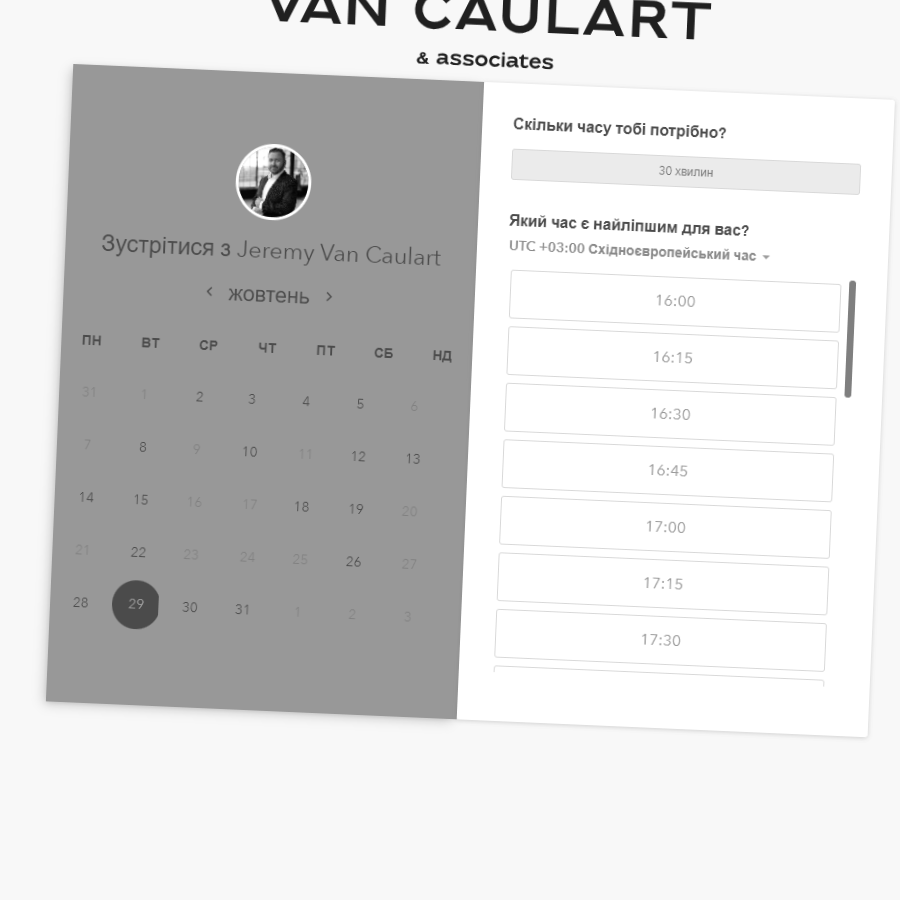 VAN CAULART
& associates
Зустрітися з Jeremy Van Caulart
жовтень
ПН ВТ СР ЧТ ПТ СБ НД
31 1 2 3 4 5 6
7 8 9 10 11 12 13
14 15 16 17 18 19 20
21 22 23 24 25 26 27
28 29 30 31 1 2 3
Скільки часу тобі потрібно?
30 хвилин
Який час є найліпшим для вас?
UTC +03:00 Східноєвропейський час
16:00
16:15
16:30
16:45
17:00
17:15
17:30